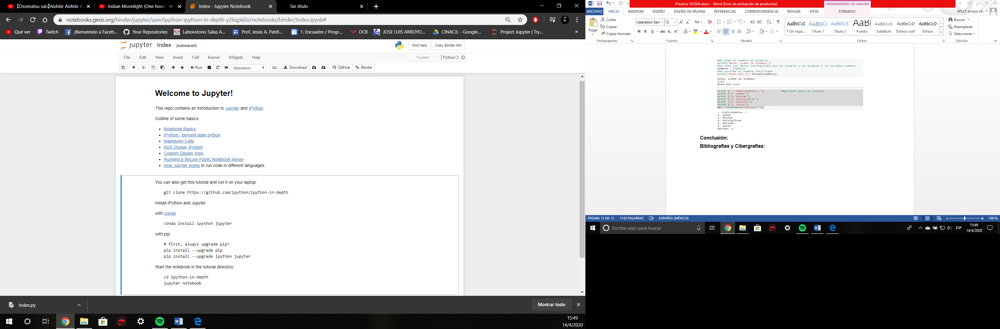 【Osomatsu san】Aishite Aishite A
Indian Moonlight (One hour)
Index - Jupyter Notebook
Sin título
notebooks.gesis.org/binder/jupyter/user/ipython-ipython-in-depth-y26qpk0o/notebooks/binder/Index.ipynb#
Qué ver
Twitch
¡Bienvenido a Faceb...
Your Repositories
Laboratorio Salas A...
Prof. Jesús A. Patiñ...
1. Encuadre / Progr...
DCB
JOSE LUIS ARROYO...
CINACJL - Google...
Project Jupyter | Try...
»
jupyter Index (autosaved)
Visit repo
Copy Binder link
File Edit View Insert Cell Kernel Widgets Help
Trusted
Python 3
Run
Markdown
Download
GitHub
Binder
Welcome to Jupyter!
This repo contains an introduction to Jupyter and IPython.
Outline of some basics:
• Notebook Basics
• IPython - beyond plain python
• Markdown Cells
• Rich Display System
• Custom Display logic
• Running a Secure Public Notebook Server
• How Jupyter works to run code in different languages.
You can also get this tutorial and run it on your laptop:
git clone https://github.com/ipython/ipython-in-depth
Install IPython and Jupyter:
with conda:
conda install ipython jupyter
with pip:
# first, always upgrade pip!
pip install --upgrade pip
pip install --upgrade ipython jupyter
Start the notebook in the tutorial directory:
cd ipython-in-depth
jupyter notebook
Index.py
Mostrar todo
15:49
14/4/2020
Practica 10 EDA.docx - Word (Error de activación de productos)
HERRAMIENTAS DE IMAGEN
ARCHIVO INICIO INSERTAR DISEÑO DISEÑO DE PÁGINA REFERENCIAS CORRESPONDENCIA REVISAR VISTA FORMATO
WILLY arroyo ch.
Pegar
Cortar
Copiar
Copiar formato
Portapapeles
Liberation Seri 12
N K S abc x₂ x²
Fuente
Párrafo
AaBbCcI AaBbC( AaBbCcD AaBI AaBbCcD AaBbCcD AaBbCcD
¶ Sin espa... Título 1 Título 2 Puesto Subtítulo Énfasis sutil Énfasis
Estilos
Buscar
Reemplazar
Seleccionar
Edición
#Se pide el nombre al usuario
print("Hola, ¿cómo te llamas?")
#Se leen los datos introducidos por el usuario y se asignan a la variable nombre
nombre = input()
#Se escribe el nombre solicitado
print("Buen día {}".format(nombre))
Hola, ¿cómo te llamas?
luis
Buen día luis
print ("---Calculadora---") #Opciones para el usuario
print ("1- Sumar")
print ("2- Restar")
print ("3- Multiplicar")
print ("4- Dividir")
print ("5- Salir")
op = int(input('Opcion: '))
---Calculadora---
1- Sumar
2- Restar
3- Multiplicar
4- Dividir
5- Salir
Opcion: 1
Conclusión:
Bibliografías y Cibergrafías:
PÁGINA 13 DE 13 1143 PALABRAS ESPAÑOL (MÉXICO)
100 %
Escribe aquí para buscar
ESP
15:49
14/4/2020